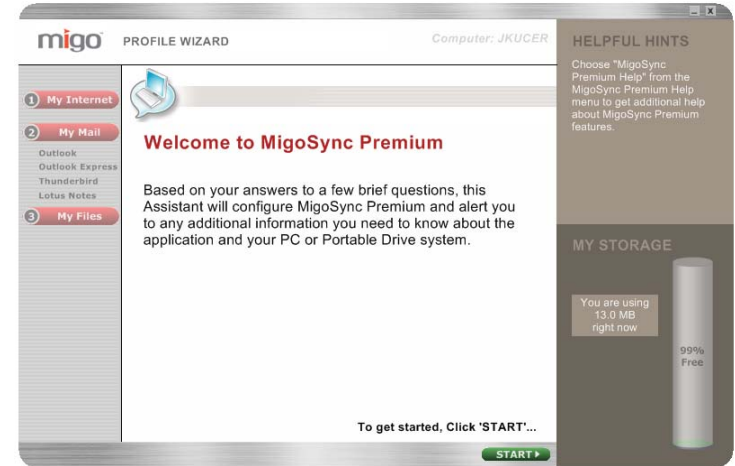 migo PROFILE WIZARD Computer: JKUCER
1 My Internet
2 My Mail
Outlook
Outlook Express
Thunderbird
Lotus Notes
3 My Files
Welcome to MigoSync Premium
Based on your answers to a few brief questions, this
Assistant will configure MigoSync Premium and alert you
to any additional information you need to know about the
application and your PC or Portable Drive system.
To get started, Click 'START'...
START
HELPFUL HINTS
Choose "MigoSync
Premium Help" from the
MigoSync Premium Help
menu to get additional help
about MigoSync Premium
features.
MY STORAGE
You are using
13.0 MB
right now
99%
Free